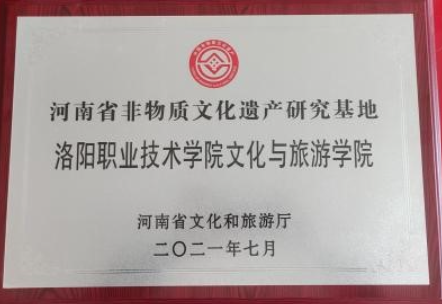 河南省非物质文化遗产研究基地
洛阳职业技术学院文化与旅游学院
河南省文化和旅游厅
二〇二一年七月